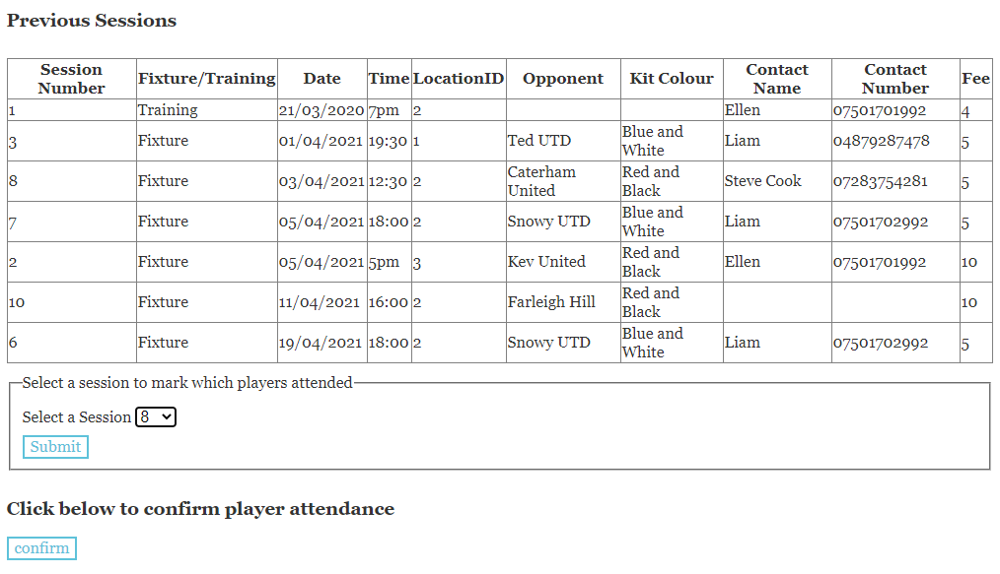 Previous Sessions
Session Number Fixture/Training Date Time LocationID Opponent Kit Colour Contact Name Contact Number Fee
1 Training 21/03/2020 7pm 2 Ellen 07501701992 4
3 Fixture 01/04/2021 19:30 1 Ted UTD Blue and White Liam 04879287478 5
8 Fixture 03/04/2021 12:30 2 Caterham United Red and Black Steve Cook 07283754281 5
7 Fixture 05/04/2021 18:00 2 Snowy UTD Blue and White Liam 07501702992 5
2 Fixture 05/04/2021 5pm 3 Kev United Red and Black Ellen 07501701992 10
10 Fixture 11/04/2021 16:00 2 Farleigh Hill Red and Black 10
6 Fixture 19/04/2021 18:00 2 Snowy UTD Blue and White Liam 07501702992 5
Select a session to mark which players attended
Select a Session 8
Submit
Click below to confirm player attendance
confirm